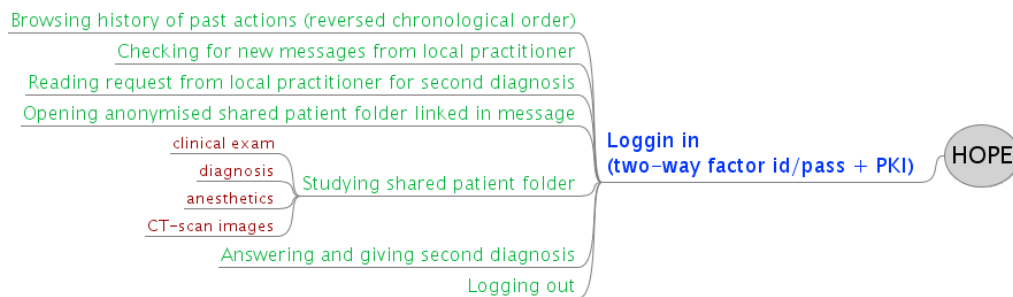 Browsing history of past actions (reversed chronological order)
Checking for new messages from local practitioner
Reading request from local practitioner for second diagnosis
Opening anonymised shared patient folder linked in message
clinical exam
diagnosis
anesthetics
CT-scan images
Studying shared patient folder
Answering and giving second diagnosis
Logging out
Loggin in
(two-way factor id/pass + PKI)
HOPE